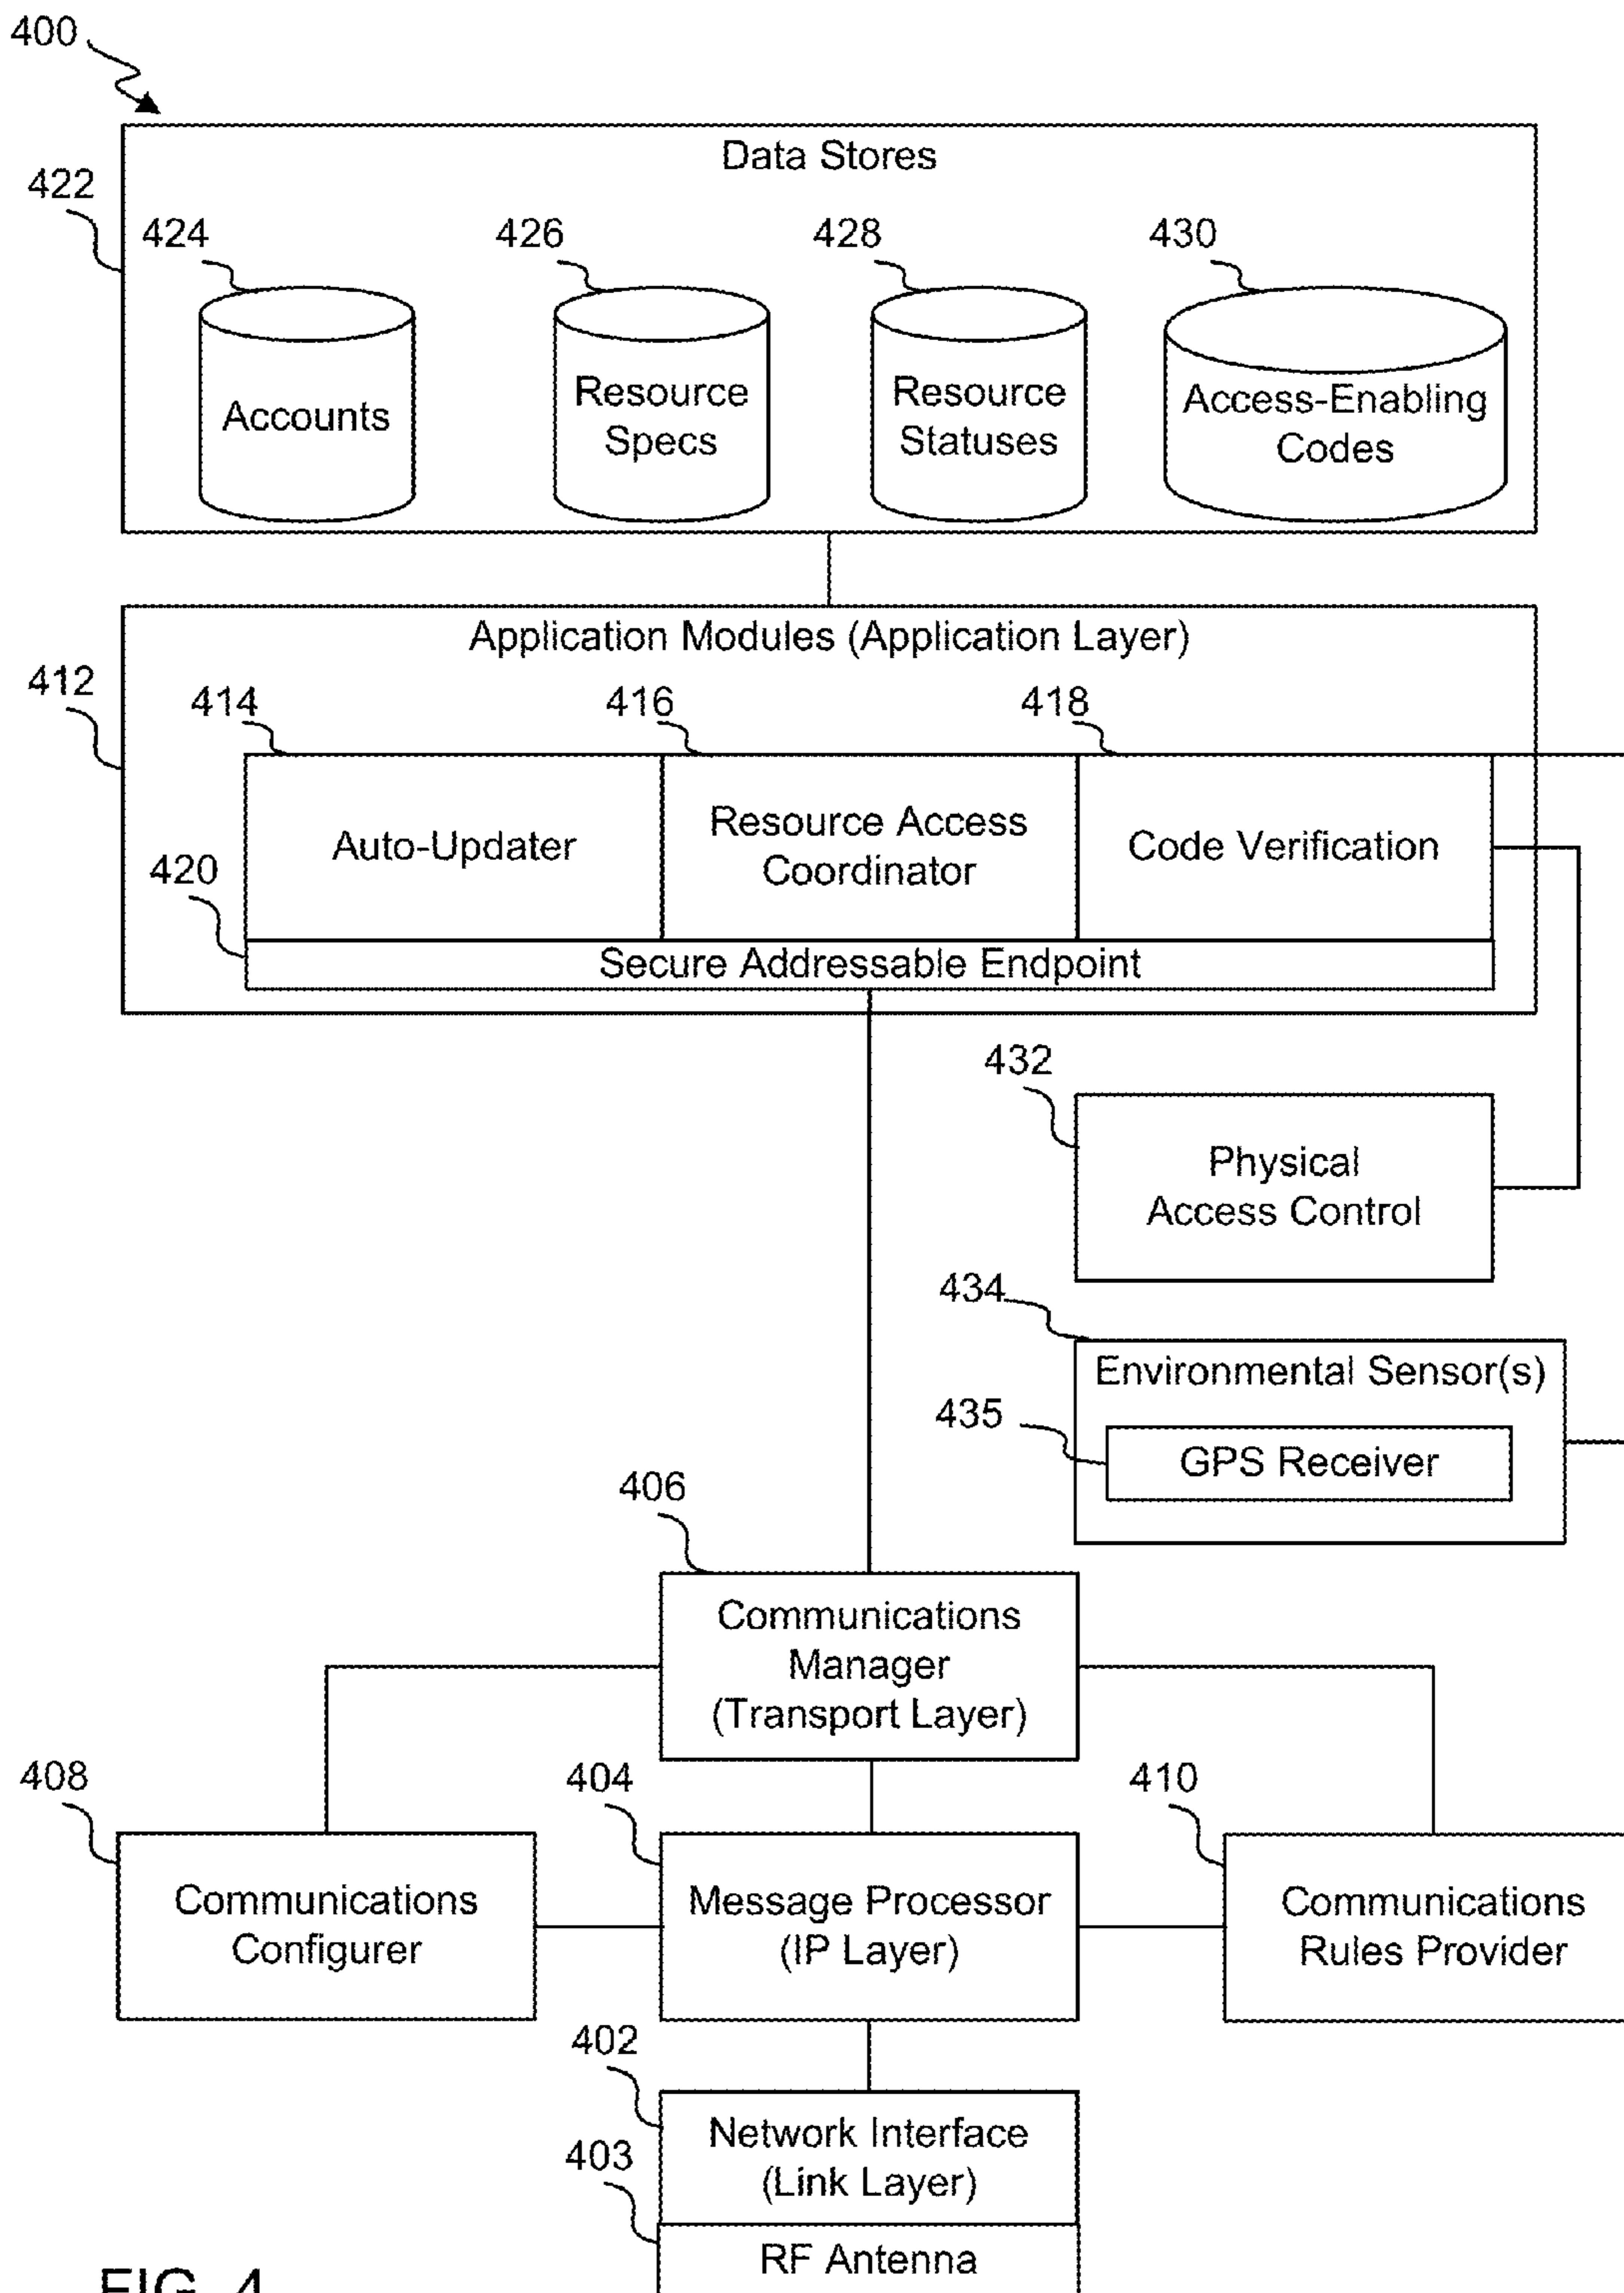 400
Data Stores
422
424
426
428
430
Accounts
Resource
Specs
Resource
Statuses
Access-Enabling
Codes
Application Modules (Application Layer)
412
414
416
418
Auto-Updater
Resource Access
Coordinator
Code Verification
420
Secure Addressable Endpoint
432
Physical
Access Control
434
Environmental Sensor(s)
435
GPS Receiver
406
Communications
Manager
(Transport Layer)
408
404
410
Communications
Configurer
Message Processor
(IP Layer)
Communications
Rules Provider
402
Network Interface
(Link Layer)
403
RF Antenna
FIG. 4